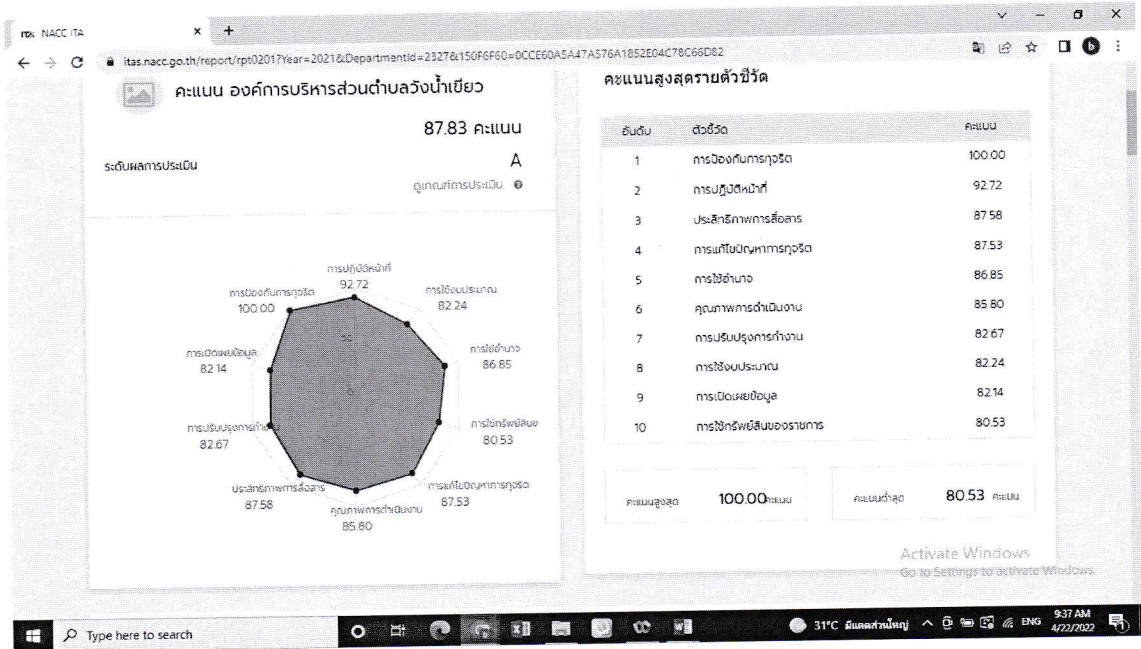 ITA NACC ITA
itas.nacc.go.th/report/rpt0201?Year=2021&DepartmentId=2327&150F6F60=0CCE60A5A47A576A1852E04C78C66D82
คะแนน องค์การบริหารส่วนตำบลวังน้ำเขียว
87.83 คะแนน
ระดับผลการประเมิน
A
ดูเกณฑ์การประเมิน
การปฏิบัติหน้าที่
92.72
การใช้งบประมาณ
82.24
การใช้อำนาจ
86.85
การใช้ทรัพย์สินข
80.53
การแก้ไขปัญหาการทุจริต
87.53
คุณภาพการดำเนินงาน
85.80
ประสิทธิภาพการสื่อสาร
87.58
การปรับปรุงการทำงาน
82.67
การเปิดเผยข้อมูล
82.14
การป้องกันการทุจริต
100.00
50
0
คะแนนสูงสุดรายตัวชี้วัด
อันดับ ตัวชี้วัด คะแนน
1 การป้องกันการทุจริต 100.00
2 การปฏิบัติหน้าที่ 92.72
3 ประสิทธิภาพการสื่อสาร 87.58
4 การแก้ไขปัญหาการทุจริต 87.53
5 การใช้อำนาจ 86.85
6 คุณภาพการดำเนินงาน 85.80
7 การปรับปรุงการทำงาน 82.67
8 การใช้งบประมาณ 82.24
9 การเปิดเผยข้อมูล 82.14
10 การใช้ทรัพย์สินของราชการ 80.53
คะแนนสูงสุด 100.00 คะแนน
คะแนนต่ำสุด 80.53 คะแนน
Activate Windows
Go to Settings to activate Windows.
Type here to search
31°C มีแดดส่วนใหญ่
ENG
9:37 AM
4/22/2022